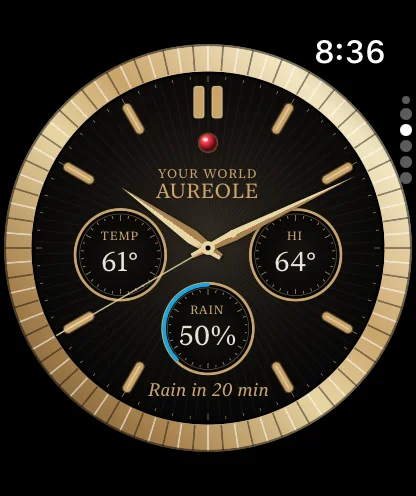 8:36
YOUR WORLD
AUREOLE
TEMP
61°
HI
64°
RAIN
50%
Rain in 20 min